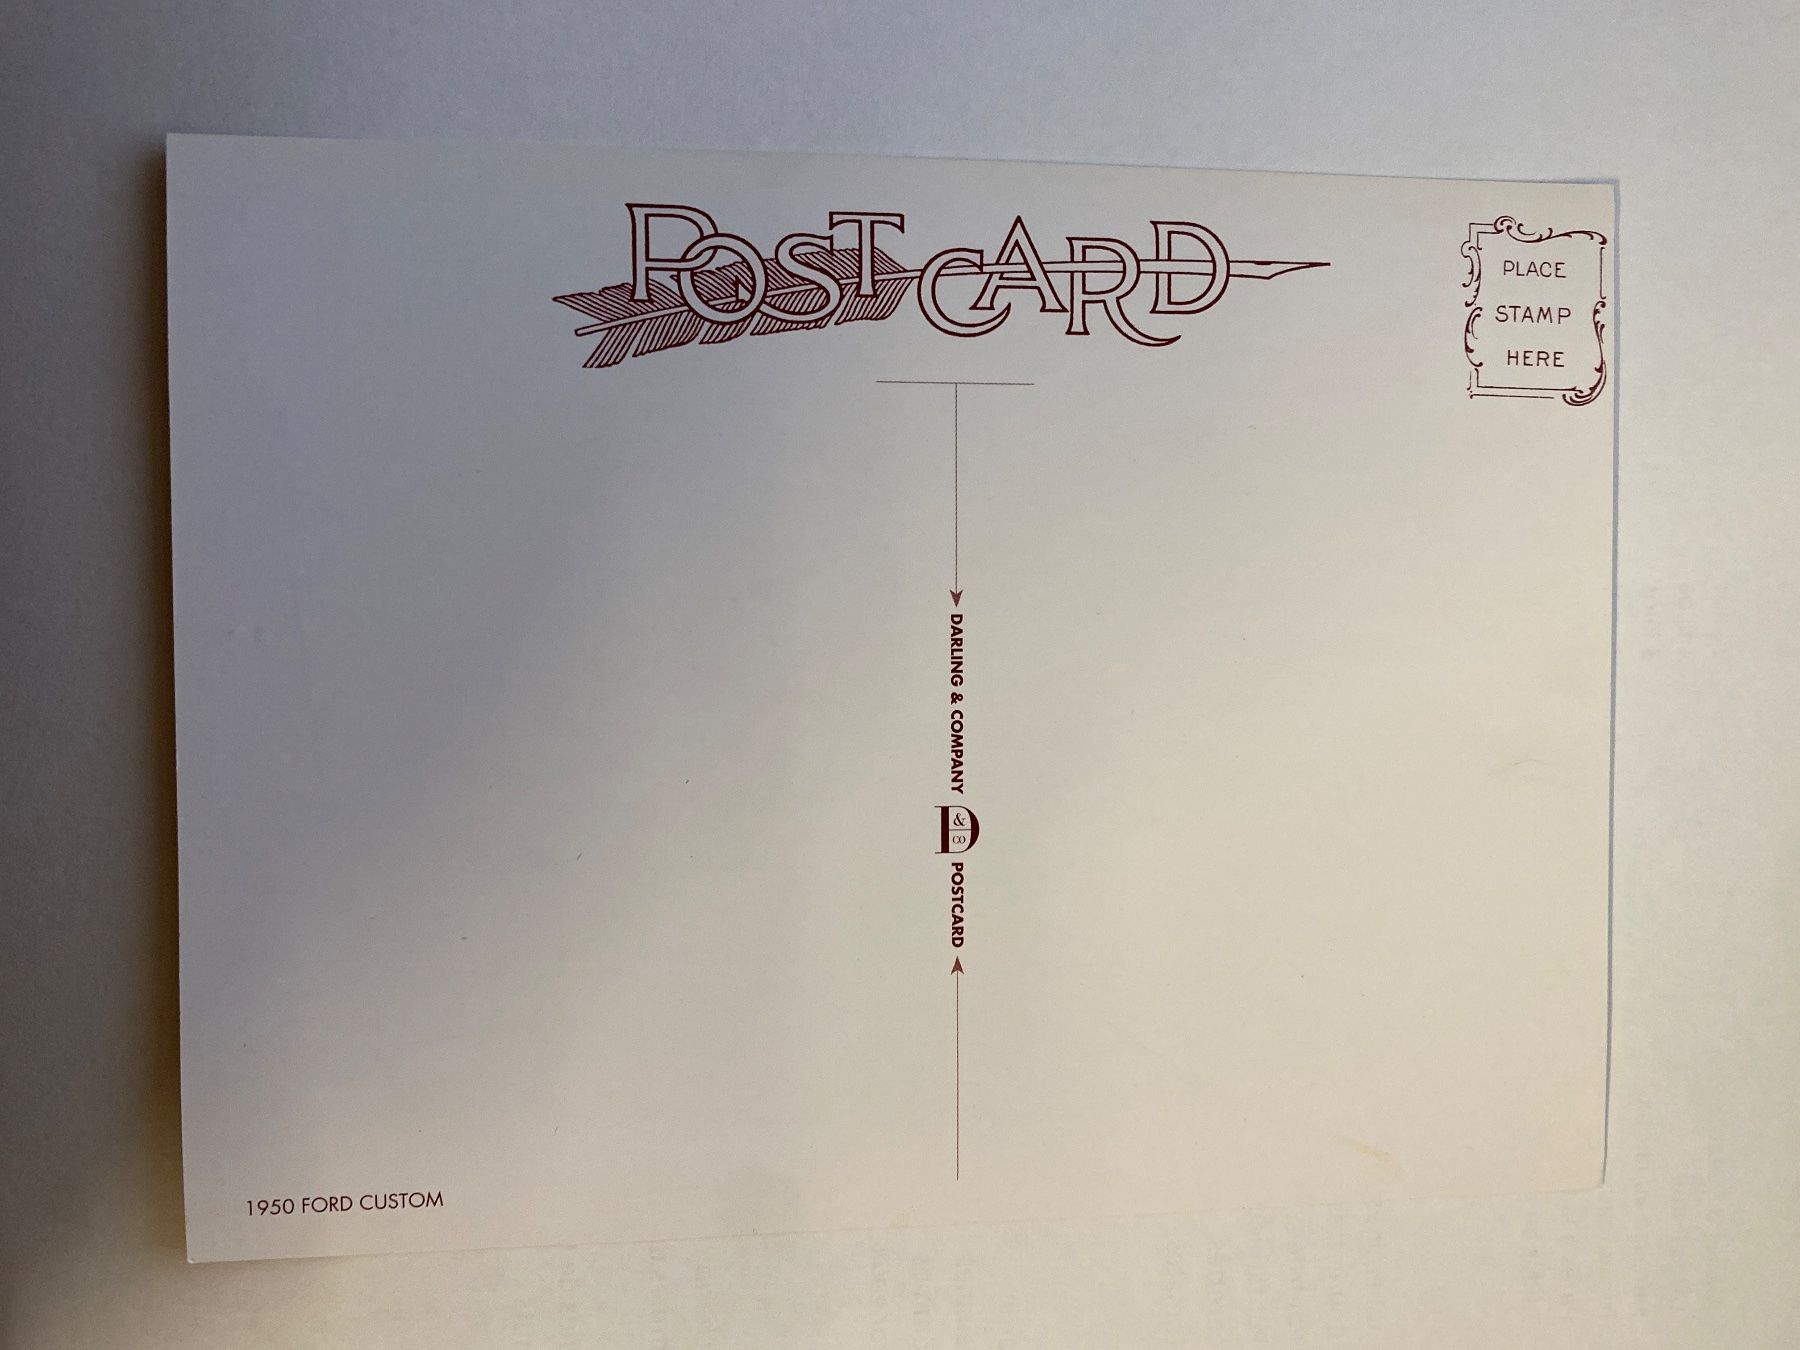 POSTCARD
PLACE
STAMP
HERE
DARLING & COMPANY
D & CO
POSTCARD
1950 FORD CUSTOM